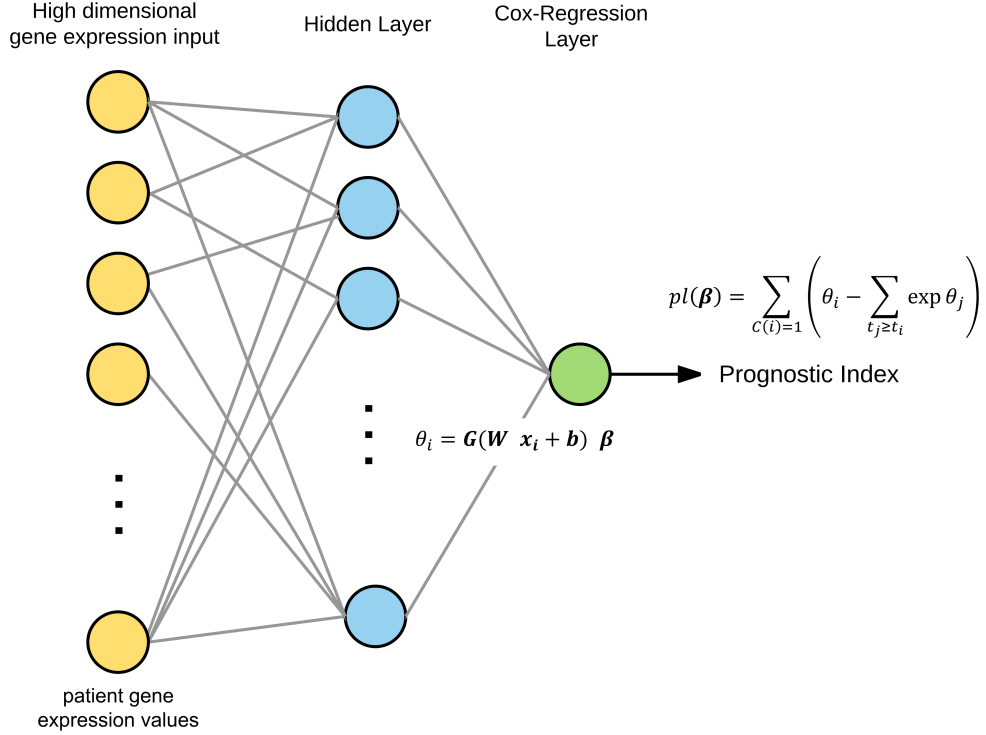 High dimensional
gene expression input
Hidden Layer
Cox-Regression
Layer
pl(β) = ∑_{C(i)=1} (θ_i − ∑_{t_j≥t_i} exp θ_j)
Prognostic Index
θ_i = G(W x_i + b) β
patient gene
expression values